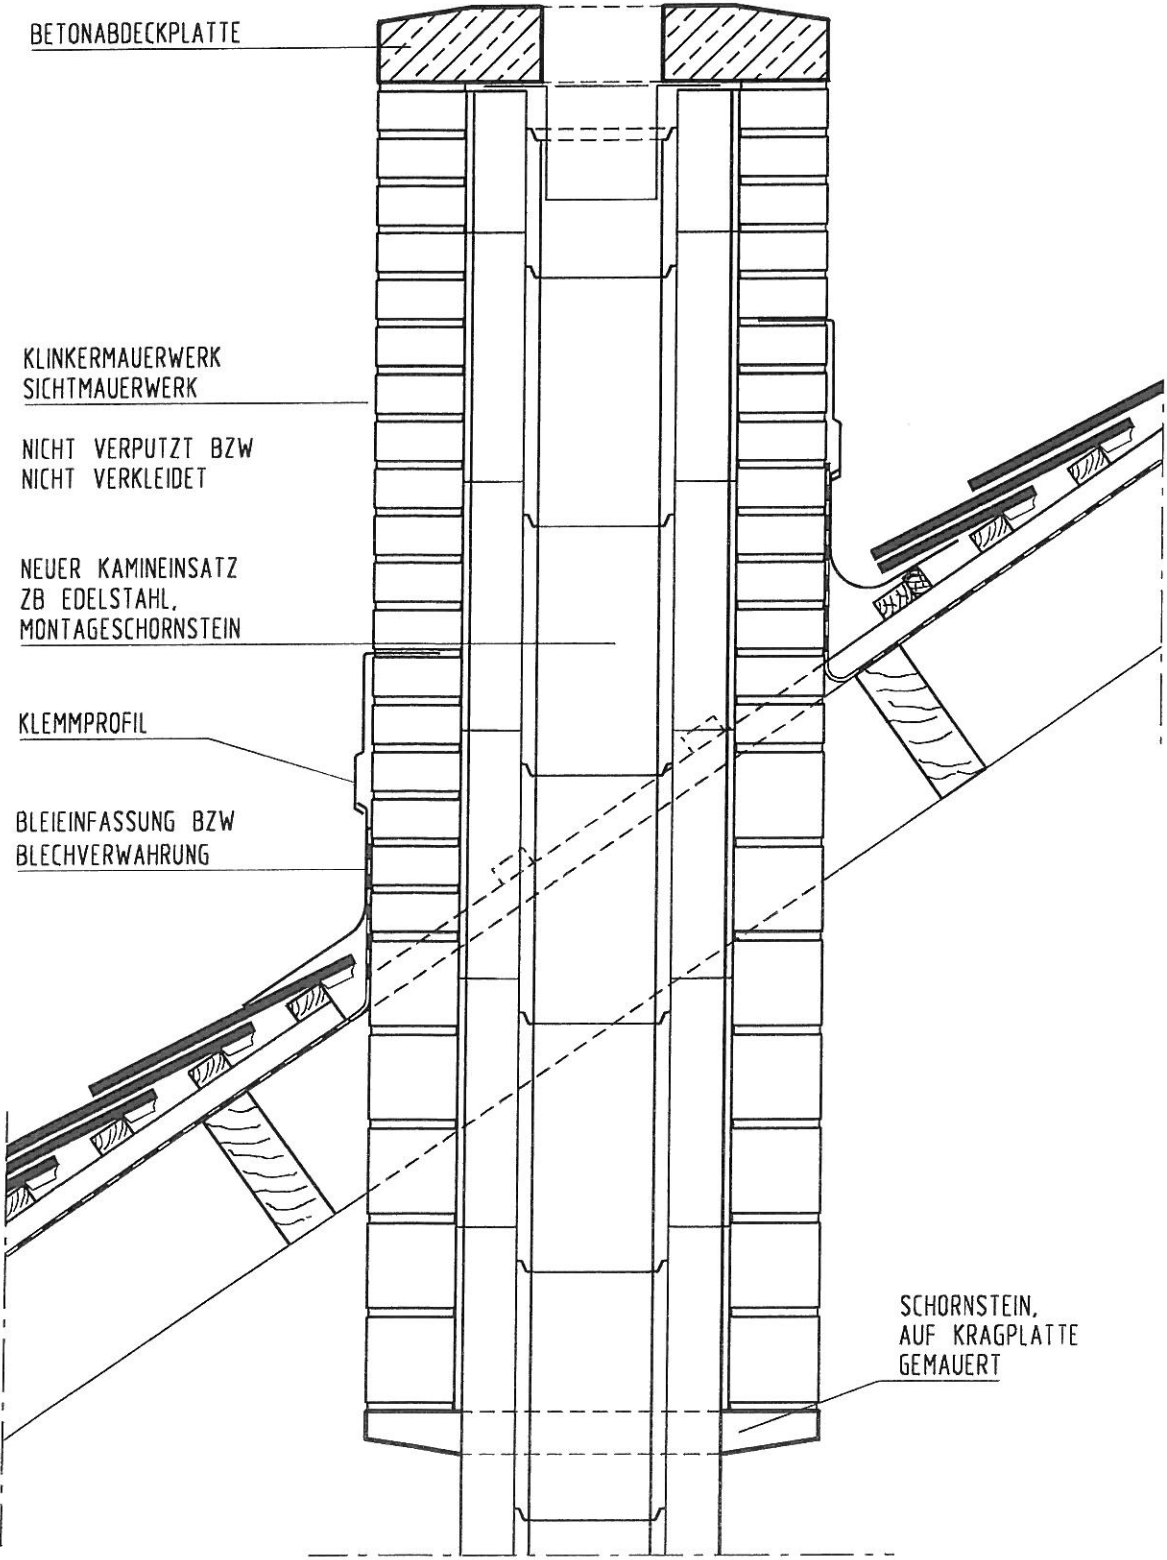 BETONABDECKPLATTE
KLINKERMAUERWERK
SICHTMAUERWERK
NICHT VERPUTZT BZW
NICHT VERKLEIDET
NEUER KAMINEINSATZ
ZB EDELSTAHL,
MONTAGESCHORNSTEIN
KLEMMPROFIL
BLEIEINFASSUNG BZW
BLECHVERWAHRUNG
SCHORNSTEIN,
AUF KRAGPLATTE
GEMAUERT